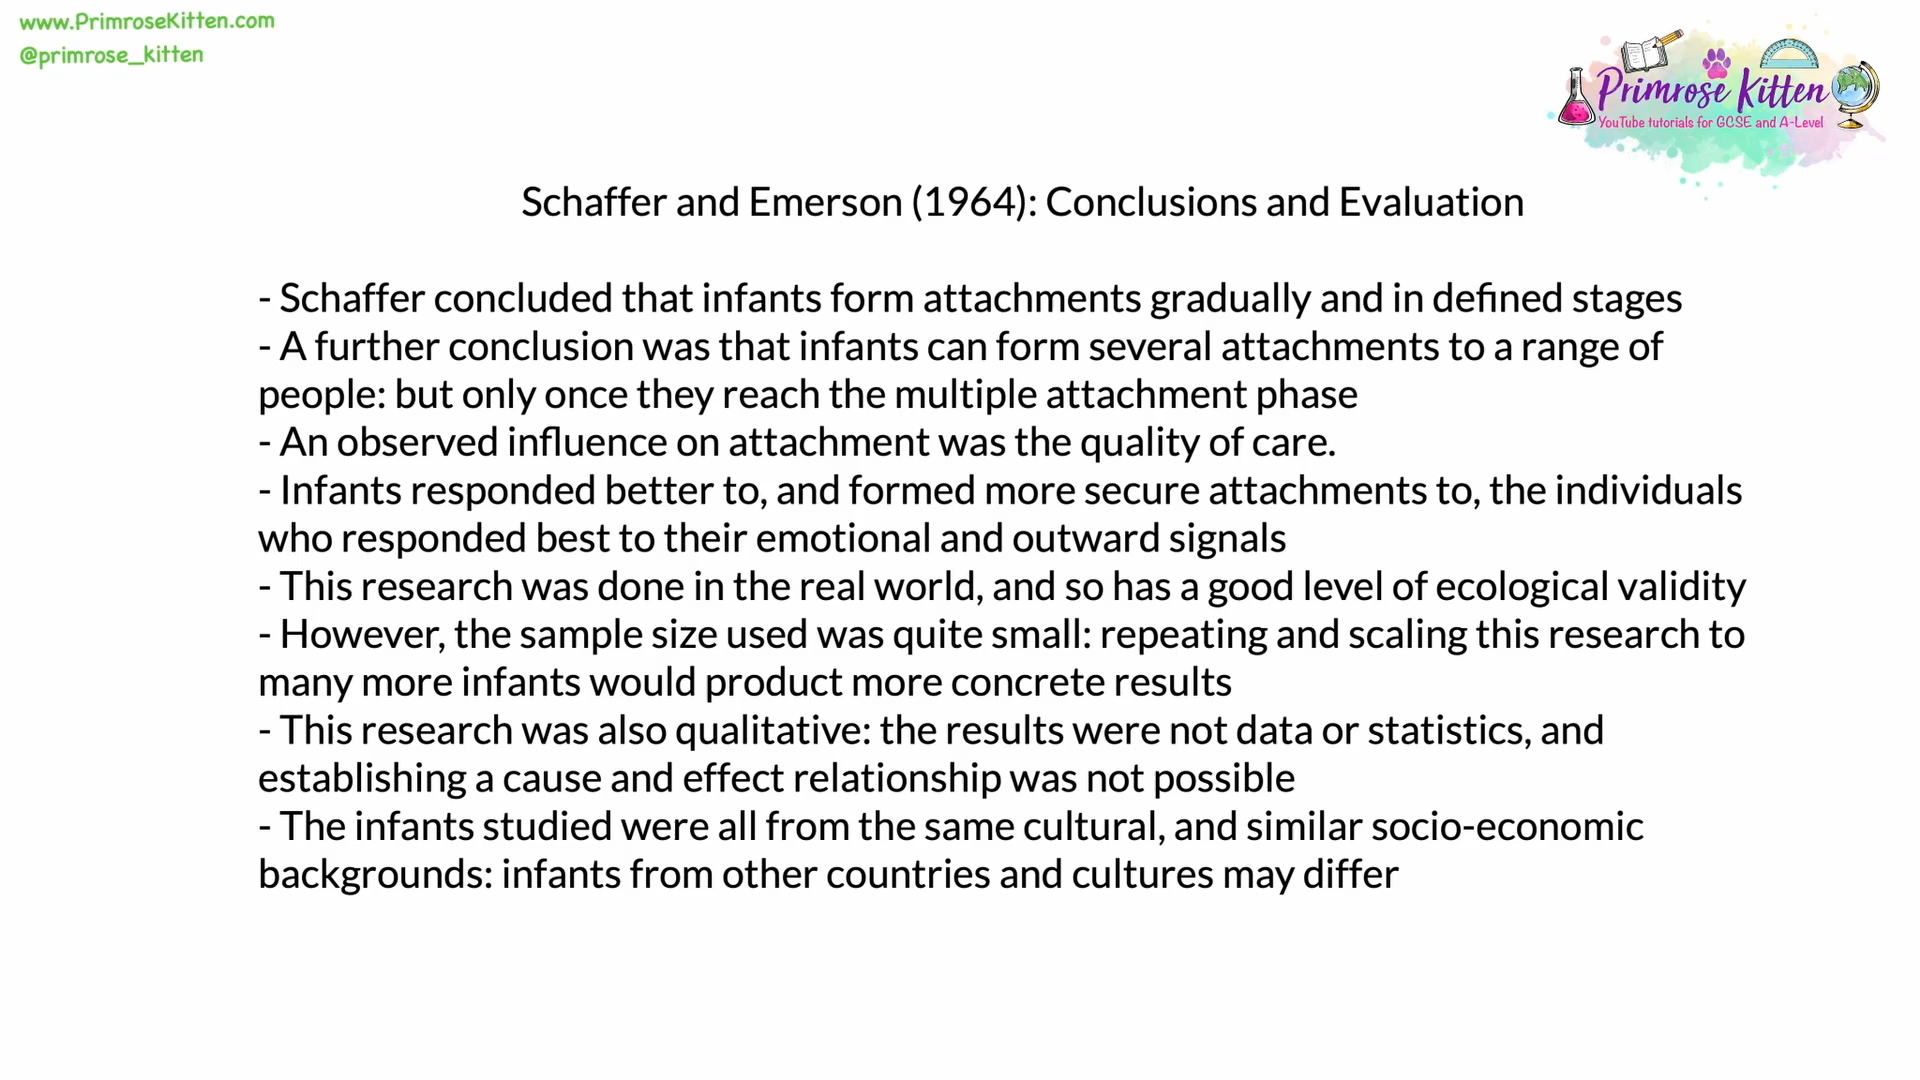 www.PrimroseKitten.com
@primrose_kitten
Primrose Kitten
YouTube tutorials for GCSE and A-Level
Schaffer and Emerson (1964): Conclusions and Evaluation
- Schaffer concluded that infants form attachments gradually and in defined stages
- A further conclusion was that infants can form several attachments to a range of
people: but only once they reach the multiple attachment phase
- An observed influence on attachment was the quality of care.
- Infants responded better to, and formed more secure attachments to, the individuals
who responded best to their emotional and outward signals
- This research was done in the real world, and so has a good level of ecological validity
- However, the sample size used was quite small: repeating and scaling this research to
many more infants would product more concrete results
- This research was also qualitative: the results were not data or statistics, and
establishing a cause and effect relationship was not possible
- The infants studied were all from the same cultural, and similar socio-economic
backgrounds: infants from other countries and cultures may differ